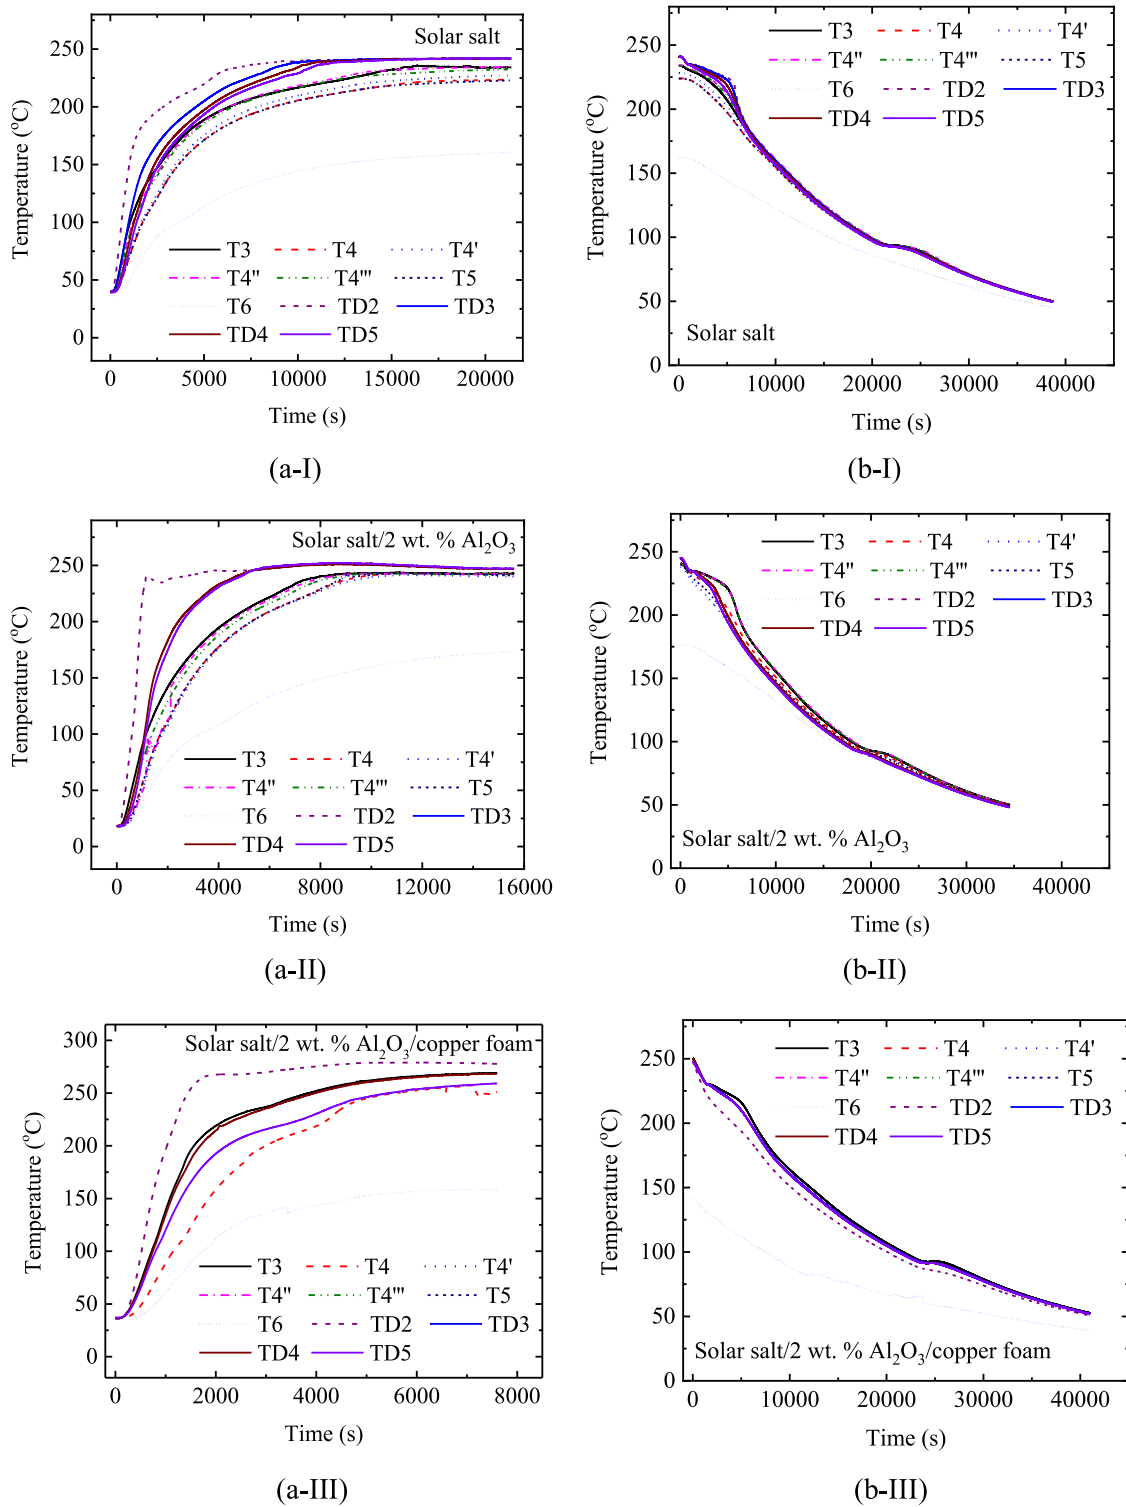 Solar salt
250
200
150
100
50
0
Temperature (°C)
T3 T4 T4'
T4" T4''' T5
T6 TD2 TD3
TD4 TD5
0 5000 10000 15000 20000
Time (s)
(a-I)
250
200
150
100
50
0
Temperature (°C)
T3 T4 T4'
T4" T4''' T5
T6 TD2 TD3
TD4 TD5
Solar salt
0 10000 20000 30000 40000
Time (s)
(b-I)
Solar salt/2 wt. % Al₂O₃
250
200
150
100
50
0
Temperature (°C)
T3 T4 T4'
T4" T4''' T5
T6 TD2 TD3
TD4 TD5
0 4000 8000 12000 16000
Time (s)
(a-II)
250
200
150
100
50
0
Temperature (°C)
T3 T4 T4'
T4" T4''' T5
T6 TD2 TD3
TD4 TD5
Solar salt/2 wt. % Al₂O₃
0 10000 20000 30000 40000
Time (s)
(b-II)
Solar salt/2 wt. % Al₂O₃/copper foam
300
250
200
150
100
50
0
Temperature (°C)
T3 T4 T4'
T4" T4''' T5
T6 TD2 TD3
TD4 TD5
0 2000 4000 6000 8000
Time (s)
(a-III)
250
200
150
100
50
0
Temperature (°C)
T3 T4 T4'
T4" T4''' T5
T6 TD2 TD3
TD4 TD5
Solar salt/2 wt. % Al₂O₃/copper foam
0 10000 20000 30000 40000
Time (s)
(b-III)